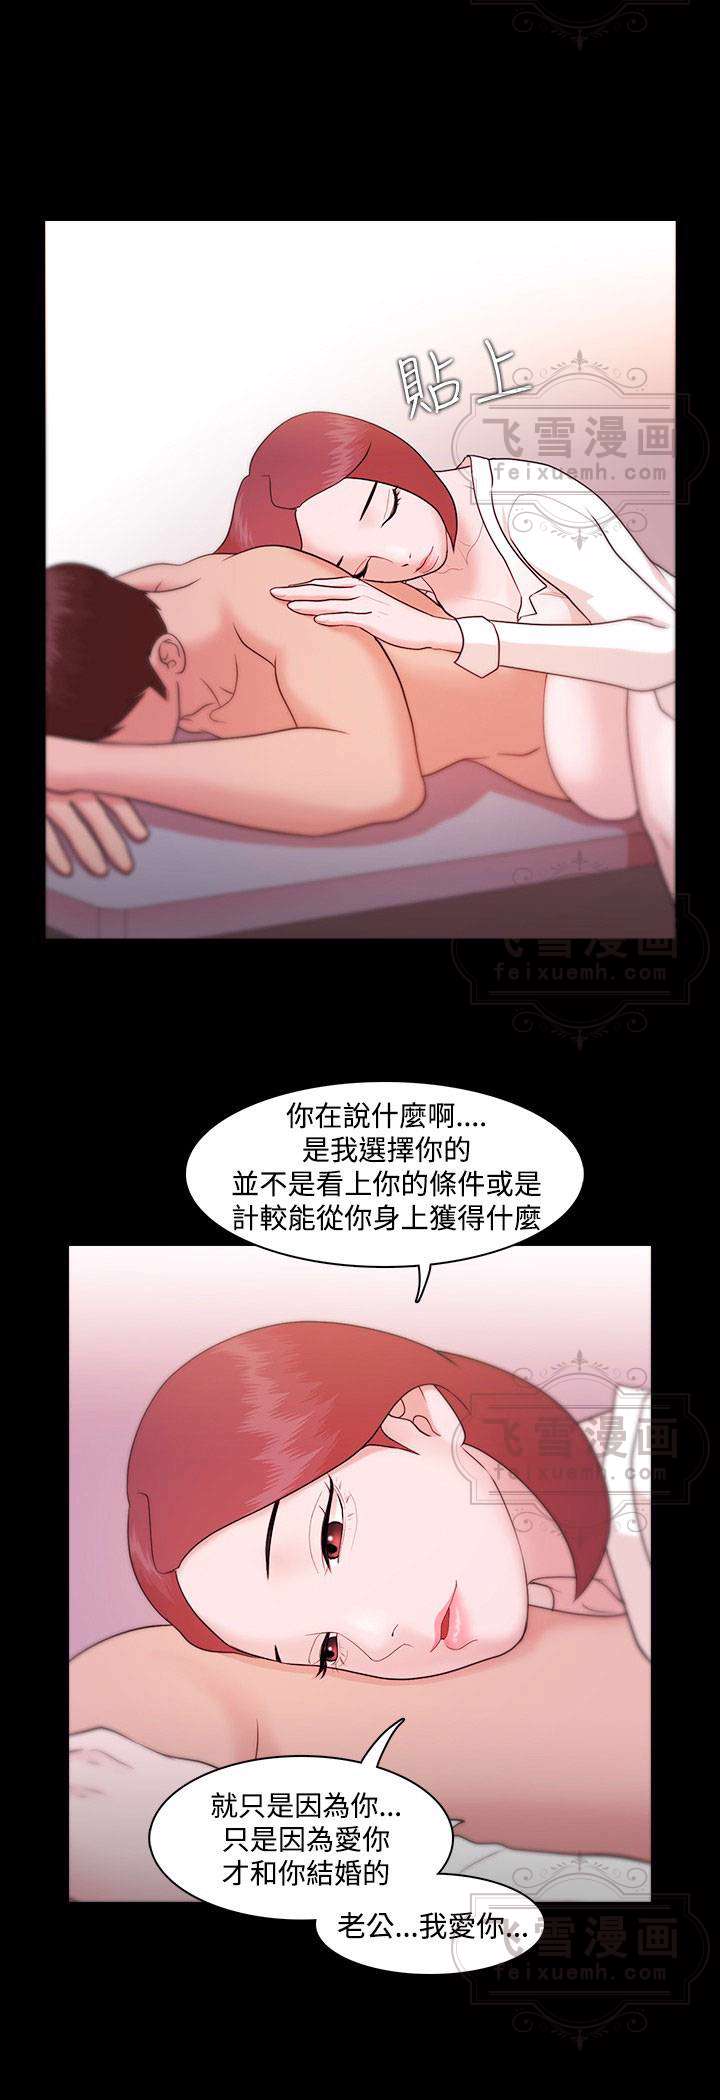 貼上
飞雪漫画
feixuemh.com
飞雪漫画
feixuemh.com
你在說什麼啊....
是我選擇你的
並不是看上你的條件或是
計較能從你身上獲得什麼
飞雪漫画
feixuemh.com
就只是因為你...
只是因為愛你
才和你結婚的
老公...我愛你...
飞雪漫画
feixuemh.com